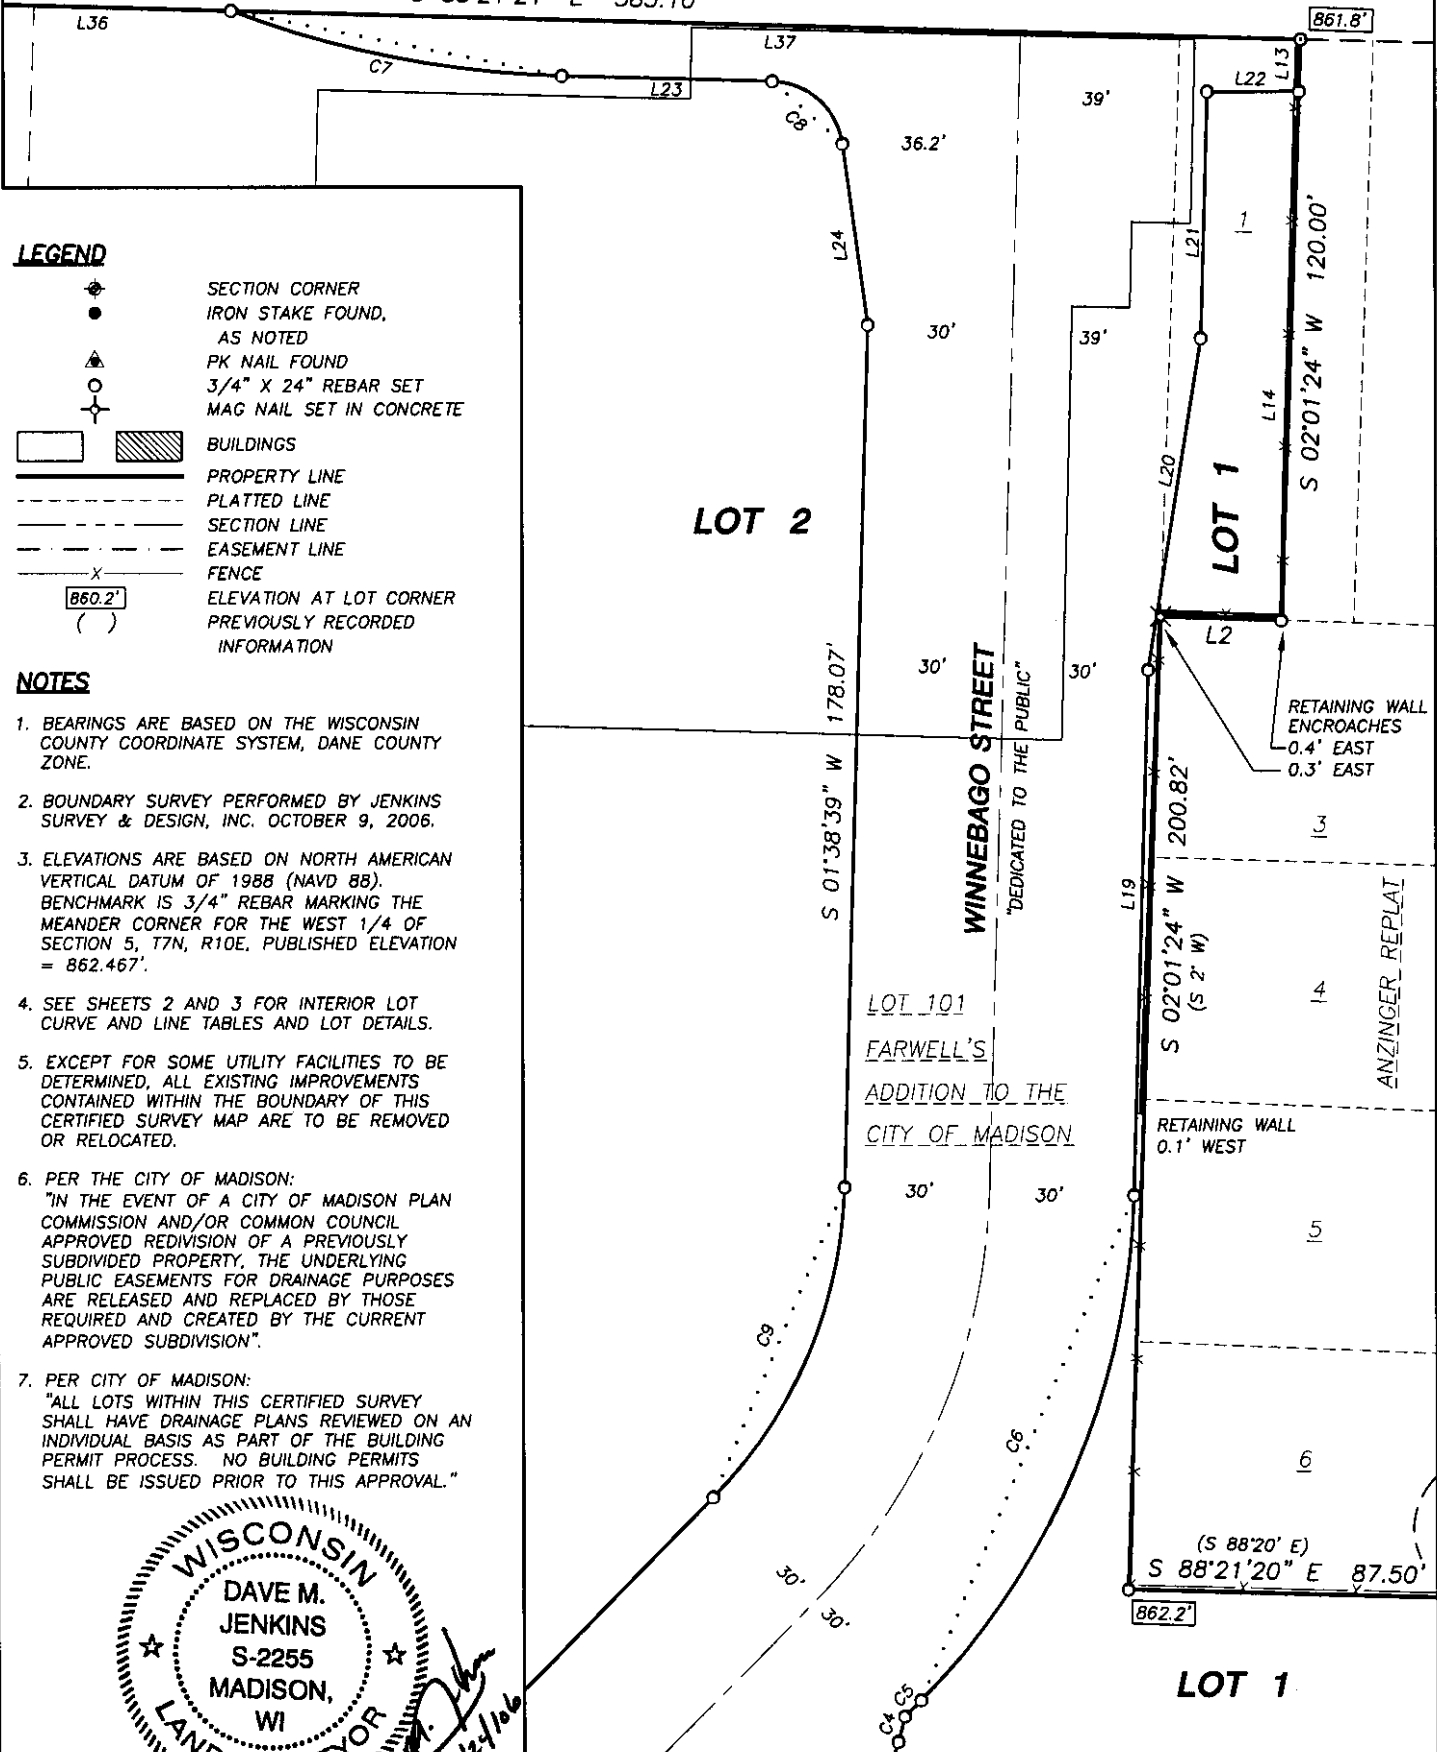 L36
C7
L23
L37
C8
36.2'
39'
861.8'
L13
L22
L24
L21
1
120.00'
30'
39'
L14
S 02°01'24" W
L20
LOT 1
LOT 2
L2
LEGEND
SECTION CORNER
IRON STAKE FOUND,
AS NOTED
PK NAIL FOUND
3/4" X 24" REBAR SET
MAG NAIL SET IN CONCRETE
BUILDINGS
PROPERTY LINE
PLATTED LINE
SECTION LINE
EASEMENT LINE
X
FENCE
860.2'
ELEVATION AT LOT CORNER
( )
PREVIOUSLY RECORDED
INFORMATION
NOTES
1. BEARINGS ARE BASED ON THE WISCONSIN
COUNTY COORDINATE SYSTEM, DANE COUNTY
ZONE.
2. BOUNDARY SURVEY PERFORMED BY JENKINS
SURVEY & DESIGN, INC. OCTOBER 9, 2006.
3. ELEVATIONS ARE BASED ON NORTH AMERICAN
VERTICAL DATUM OF 1988 (NAVD 88).
BENCHMARK IS 3/4" REBAR MARKING THE
MEANDER CORNER FOR THE WEST 1/4 OF
SECTION 5, T7N, R10E, PUBLISHED ELEVATION
= 862.467'.
4. SEE SHEETS 2 AND 3 FOR INTERIOR LOT
CURVE AND LINE TABLES AND LOT DETAILS.
5. EXCEPT FOR SOME UTILITY FACILITIES TO BE
DETERMINED, ALL EXISTING IMPROVEMENTS
CONTAINED WITHIN THE BOUNDARY OF THIS
CERTIFIED SURVEY MAP ARE TO BE REMOVED
OR RELOCATED.
6. PER THE CITY OF MADISON:
"IN THE EVENT OF A CITY OF MADISON PLAN
COMMISSION AND/OR COMMON COUNCIL
APPROVED REDIVISION OF A PREVIOUSLY
SUBDIVIDED PROPERTY, THE UNDERLYING
PUBLIC EASEMENTS FOR DRAINAGE PURPOSES
ARE RELEASED AND REPLACED BY THOSE
REQUIRED AND CREATED BY THE CURRENT
APPROVED SUBDIVISION".
7. PER CITY OF MADISON:
"ALL LOTS WITHIN THIS CERTIFIED SURVEY
SHALL HAVE DRAINAGE PLANS REVIEWED ON AN
INDIVIDUAL BASIS AS PART OF THE BUILDING
PERMIT PROCESS. NO BUILDING PERMITS
SHALL BE ISSUED PRIOR TO THIS APPROVAL."
WISCONSIN
DAVE M.
JENKINS
S-2255
MADISON,
WI
30'
30'
S 01°38'39" W 178.07'
WINNEBAGO STREET
"DEDICATED TO THE PUBLIC"
RETAINING WALL
ENCROACHES
0.4' EAST
0.3' EAST
200.82'
3
L19
S 02°01'24" W
(S 2° W)
4
ANZINGER REPLAT
LOT 101
FARWELL'S
ADDITION TO THE
CITY OF MADISON
RETAINING WALL
0.1' WEST
30'
30'
5
C9
C6
6
30'
30'
(S 88°20' E)
S 88°21'20" E 87.50'
862.2'
LOT 1
C5
C4